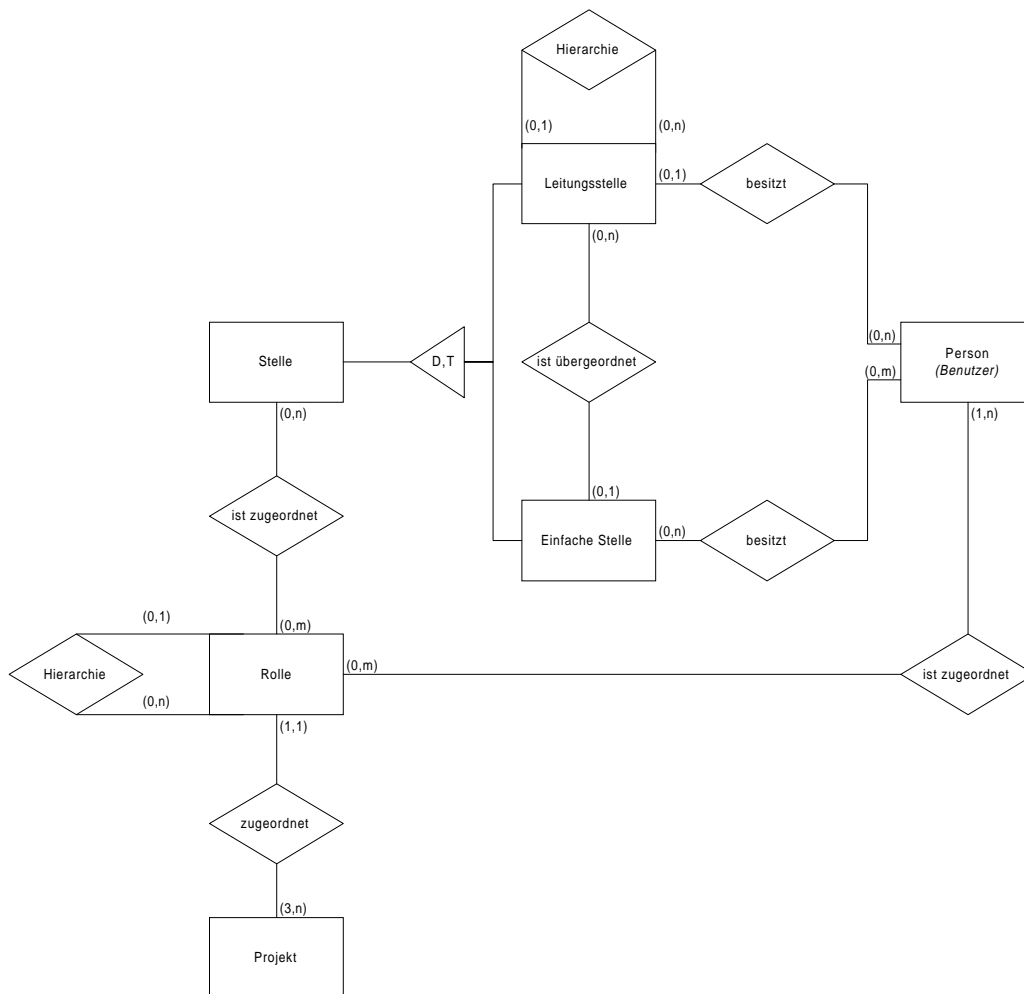 Hierarchie
(0,1)
(0,n)
Leitungsstelle
(0,1)
besitzt
(0,n)
Stelle
D,T
ist übergeordnet
(0,n)
Person
(Benutzer)
(0,m)
(0,n)
(1,n)
(0,1)
ist zugeordnet
Einfache Stelle
(0,n)
besitzt
(0,1)
(0,m)
Hierarchie
Rolle
(0,m)
ist zugeordnet
(0,n)
(1,1)
zugeordnet
(3,n)
Projekt